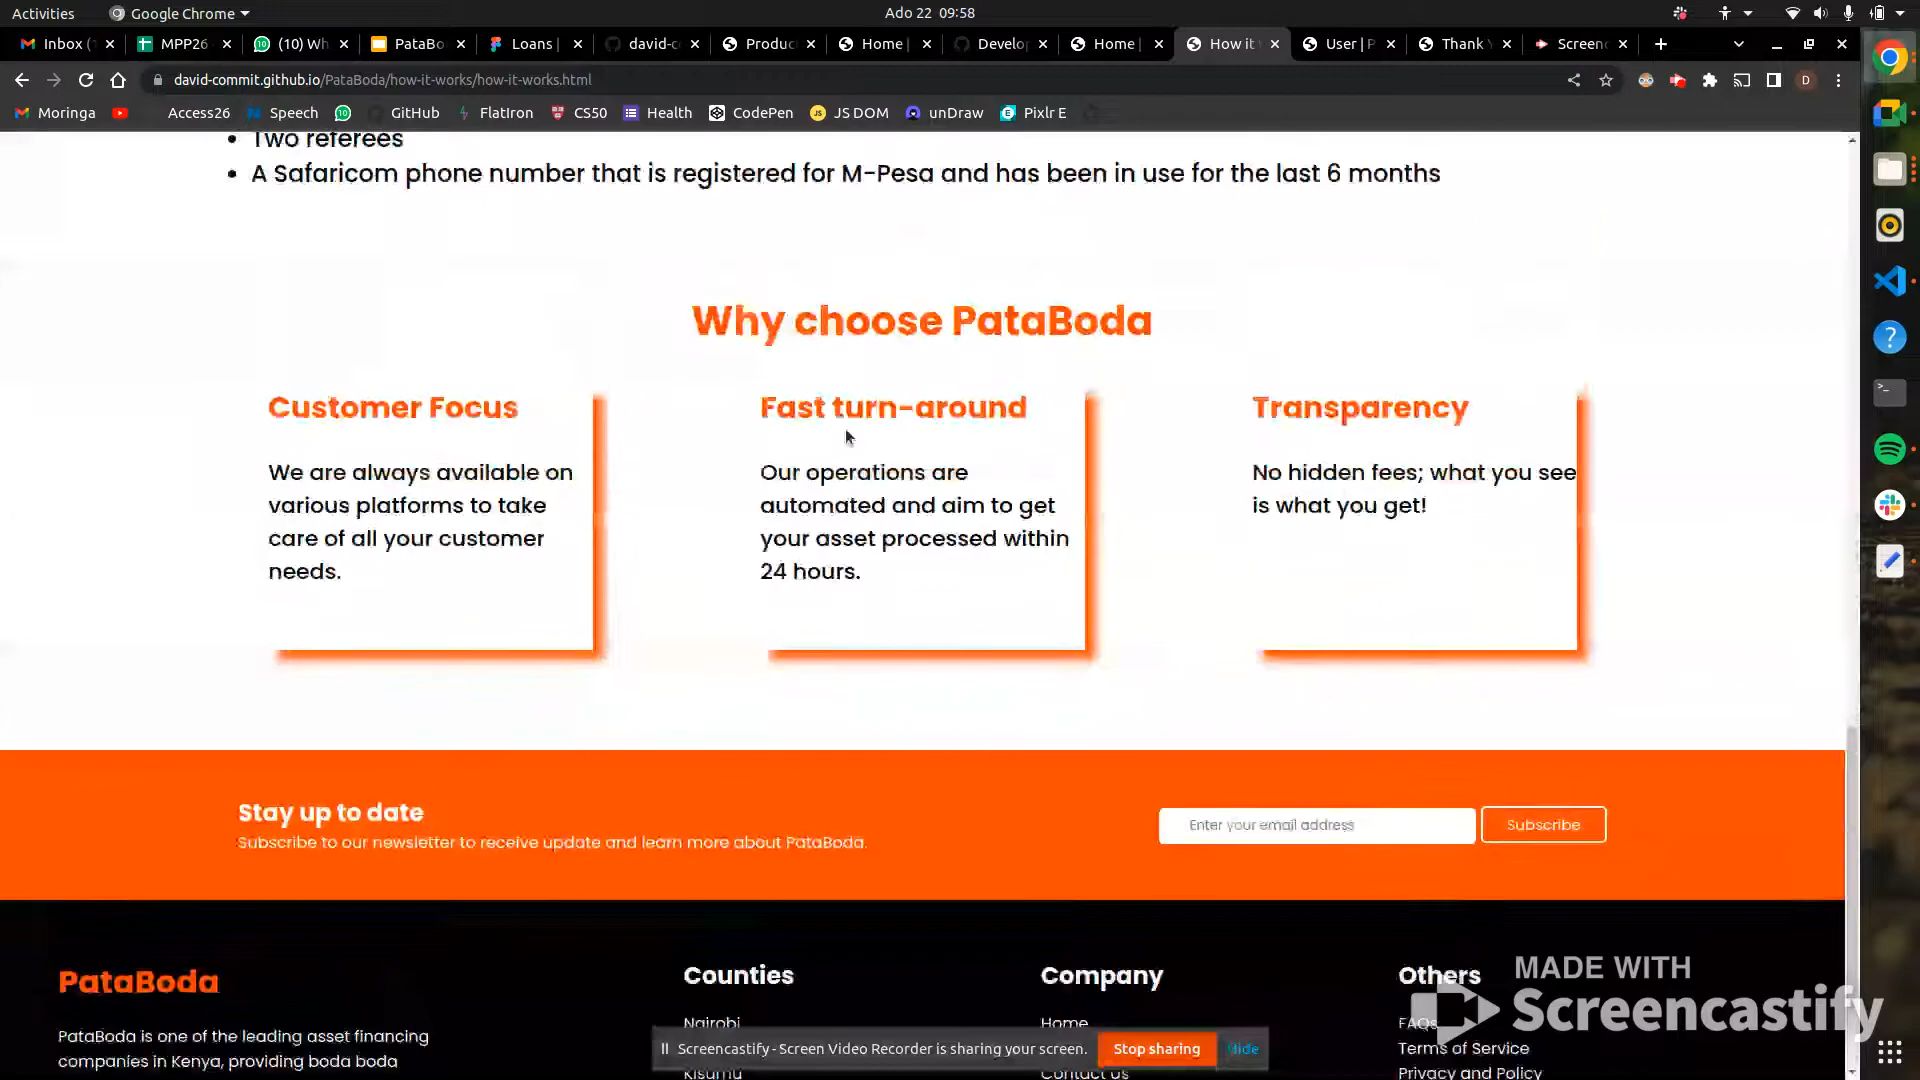 Activities
Google Chrome
Ado 22 09:58
Inbox (
MPP26
(10) Wh
PataBo
Loans |
david-c
Produc
Home |
Develop
Home |
How it
User | P
Thank Y
Screenc
david-commit.github.io/PataBoda/how-it-works/how-it-works.html
D
Moringa
Access26
Speech
GitHub
FlatIron
CS50
Health
CodePen
JS DOM
unDraw
Pixlr E
Two referees
A Safaricom phone number that is registered for M-Pesa and has been in use for the last 6 months
Why choose PataBoda
Customer Focus
We are always available on
various platforms to take
care of all your customer
needs.
Fast turn-around
Our operations are
automated and aim to get
your asset processed within
24 hours.
Transparency
No hidden fees; what you see
is what you get!
Stay up to date
Subscribe to our newsletter to receive update and learn more about PataBoda.
Enter your email address
Subscribe
PataBoda
PataBoda is one of the leading asset financing
companies in Kenya, providing boda boda
Counties
Nairobi
Kisumu
Company
Home
Contact Us
Others
FAQs
Terms of Service
Privacy and Policy
Screencastify - Screen Video Recorder is sharing your screen.
Stop sharing
Hide
MADE WITH
Screencastify